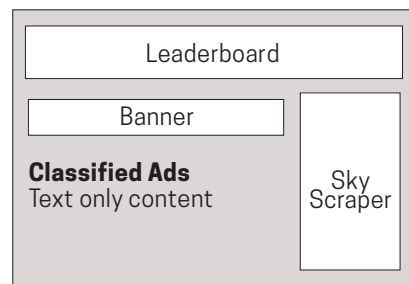 Leaderboard
Banner
Classified Ads
Text only content
Sky
Scraper